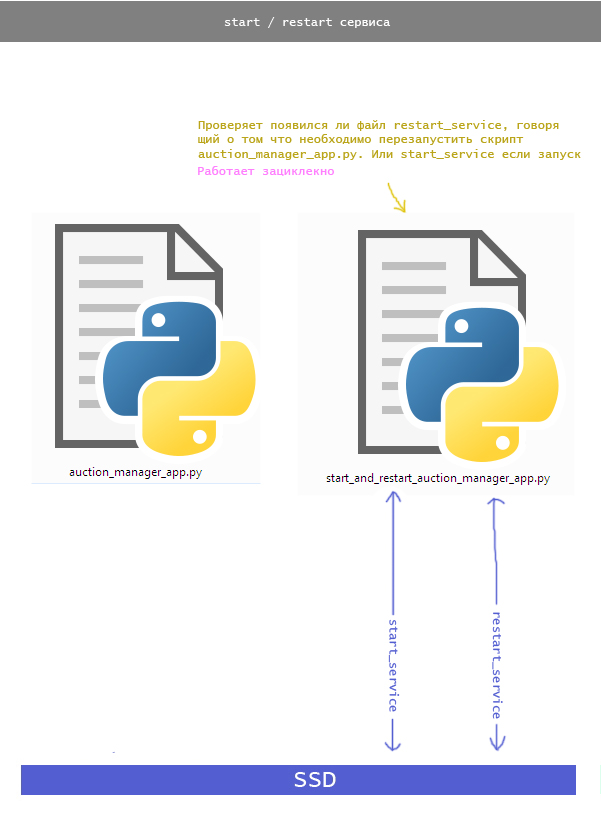 start / restart сервиса
Проверяет появился ли файл restart_service, говоря
щий о том что необходимо перезапустить скрипт
auction_manager_app.py. Или start_service если запуск
Работает зациклекно
auction_manager_app.py
start_and_restart_auction_manager_app.py
start_service
restart_service
SSD